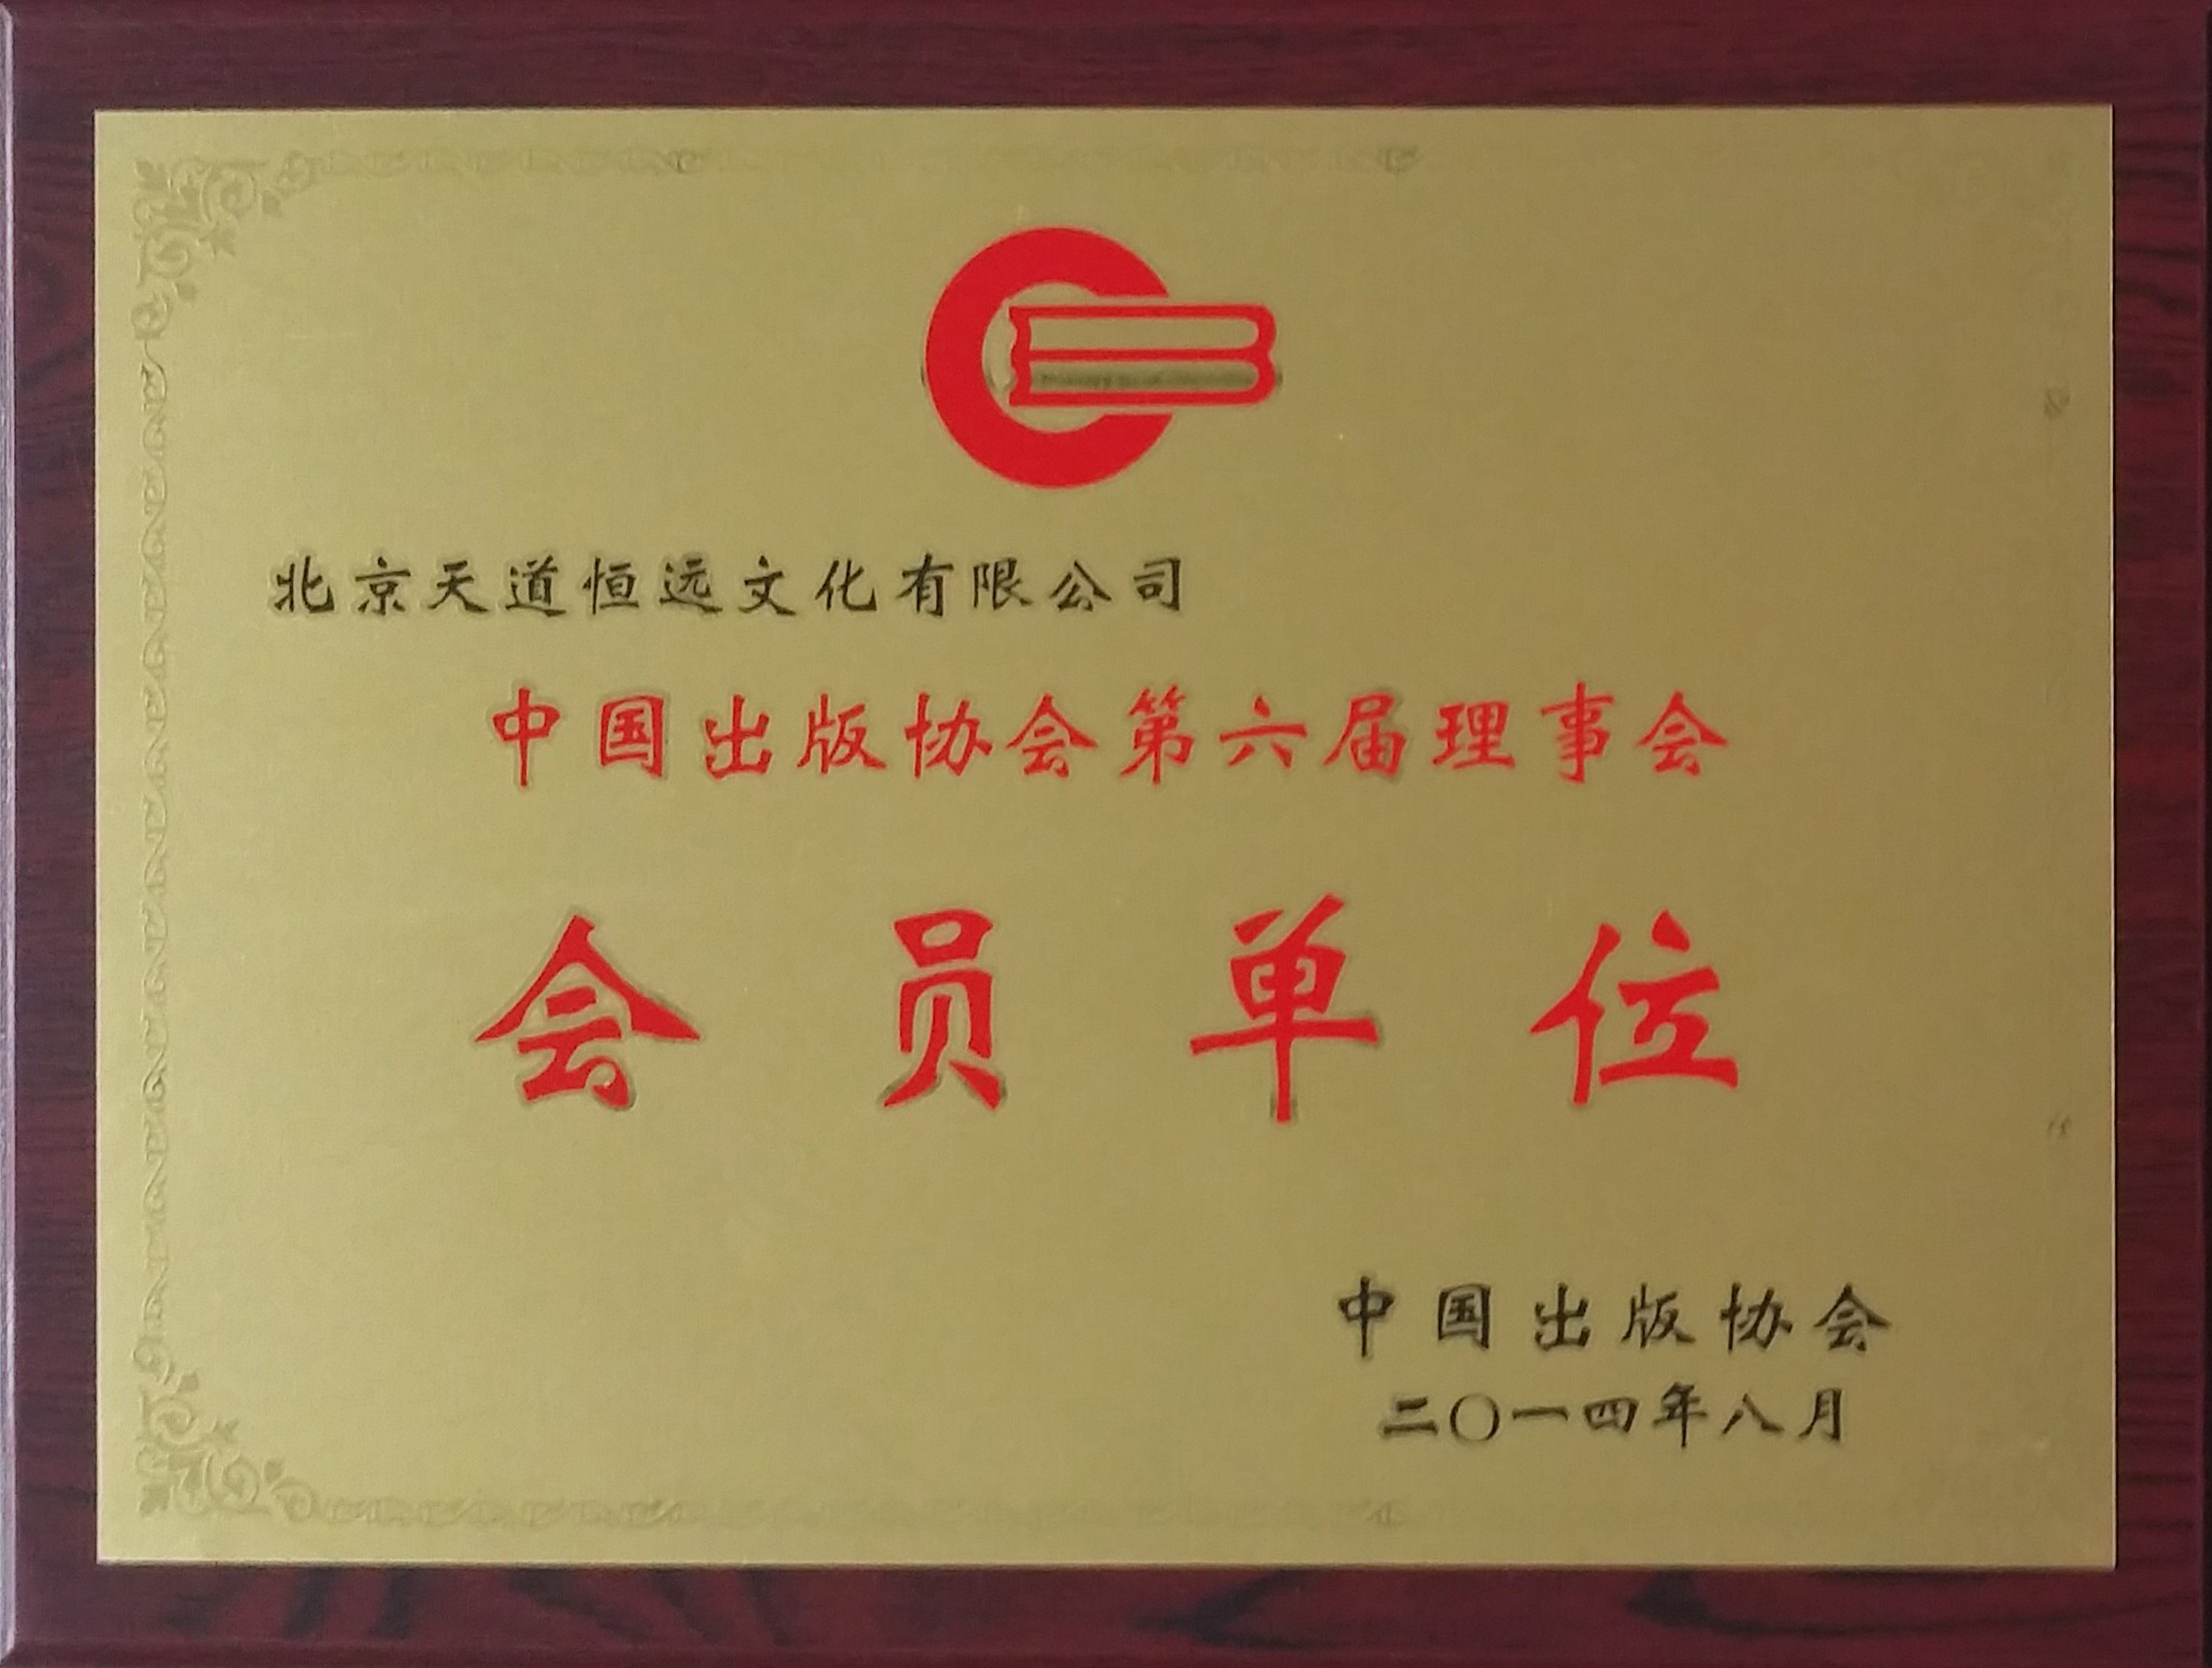 北京天道恒远文化有限公司
中国出版协会第六届理事会
会员单位
中国出版协会
二〇一四年八月